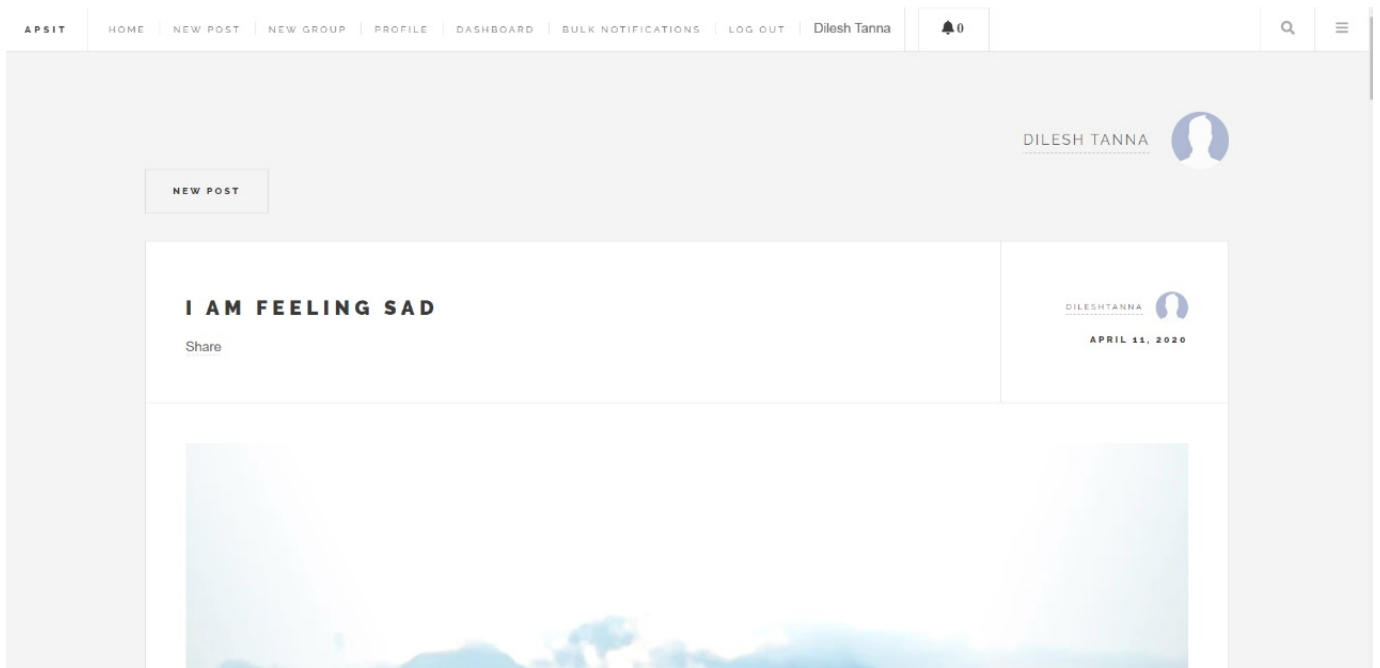 APSIT HOME NEW POST NEW GROUP PROFILE DASHBOARD BULK NOTIFICATIONS LOG OUT Dilesh Tanna 0
DILESH TANNA
NEW POST
I AM FEELING SAD
Share
DILESHTANNA
APRIL 11, 2020